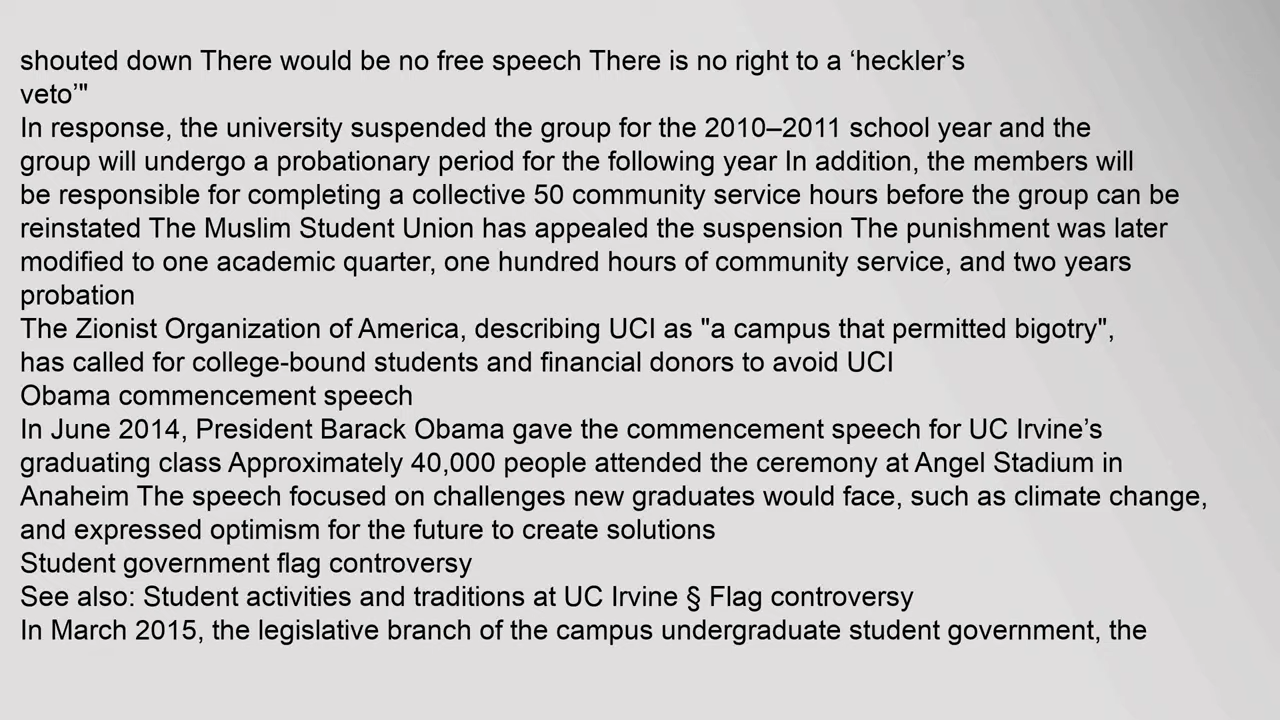 shouted down There would be no free speech There is no right to a ‘heckler’s
veto’"
In response, the university suspended the group for the 2010–2011 school year and the
group will undergo a probationary period for the following year In addition, the members will
be responsible for completing a collective 50 community service hours before the group can be
reinstated The Muslim Student Union has appealed the suspension The punishment was later
modified to one academic quarter, one hundred hours of community service, and two years
probation
The Zionist Organization of America, describing UCI as "a campus that permitted bigotry",
has called for college-bound students and financial donors to avoid UCI
Obama commencement speech
In June 2014, President Barack Obama gave the commencement speech for UC Irvine’s
graduating class Approximately 40,000 people attended the ceremony at Angel Stadium in
Anaheim The speech focused on challenges new graduates would face, such as climate change,
and expressed optimism for the future to create solutions
Student government flag controversy
See also: Student activities and traditions at UC Irvine § Flag controversy
In March 2015, the legislative branch of the campus undergraduate student government, the